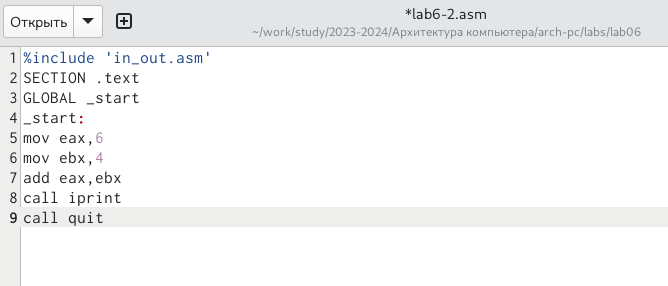 Открыть
*lab6-2.asm
~/work/study/2023-2024/Архитектура компьютера/arch-pc/labs/lab06
1 %include 'in_out.asm'
2 SECTION .text
3 GLOBAL _start
4 _start:
5 mov eax,6
6 mov ebx,4
7 add eax,ebx
8 call iprint
9 call quit